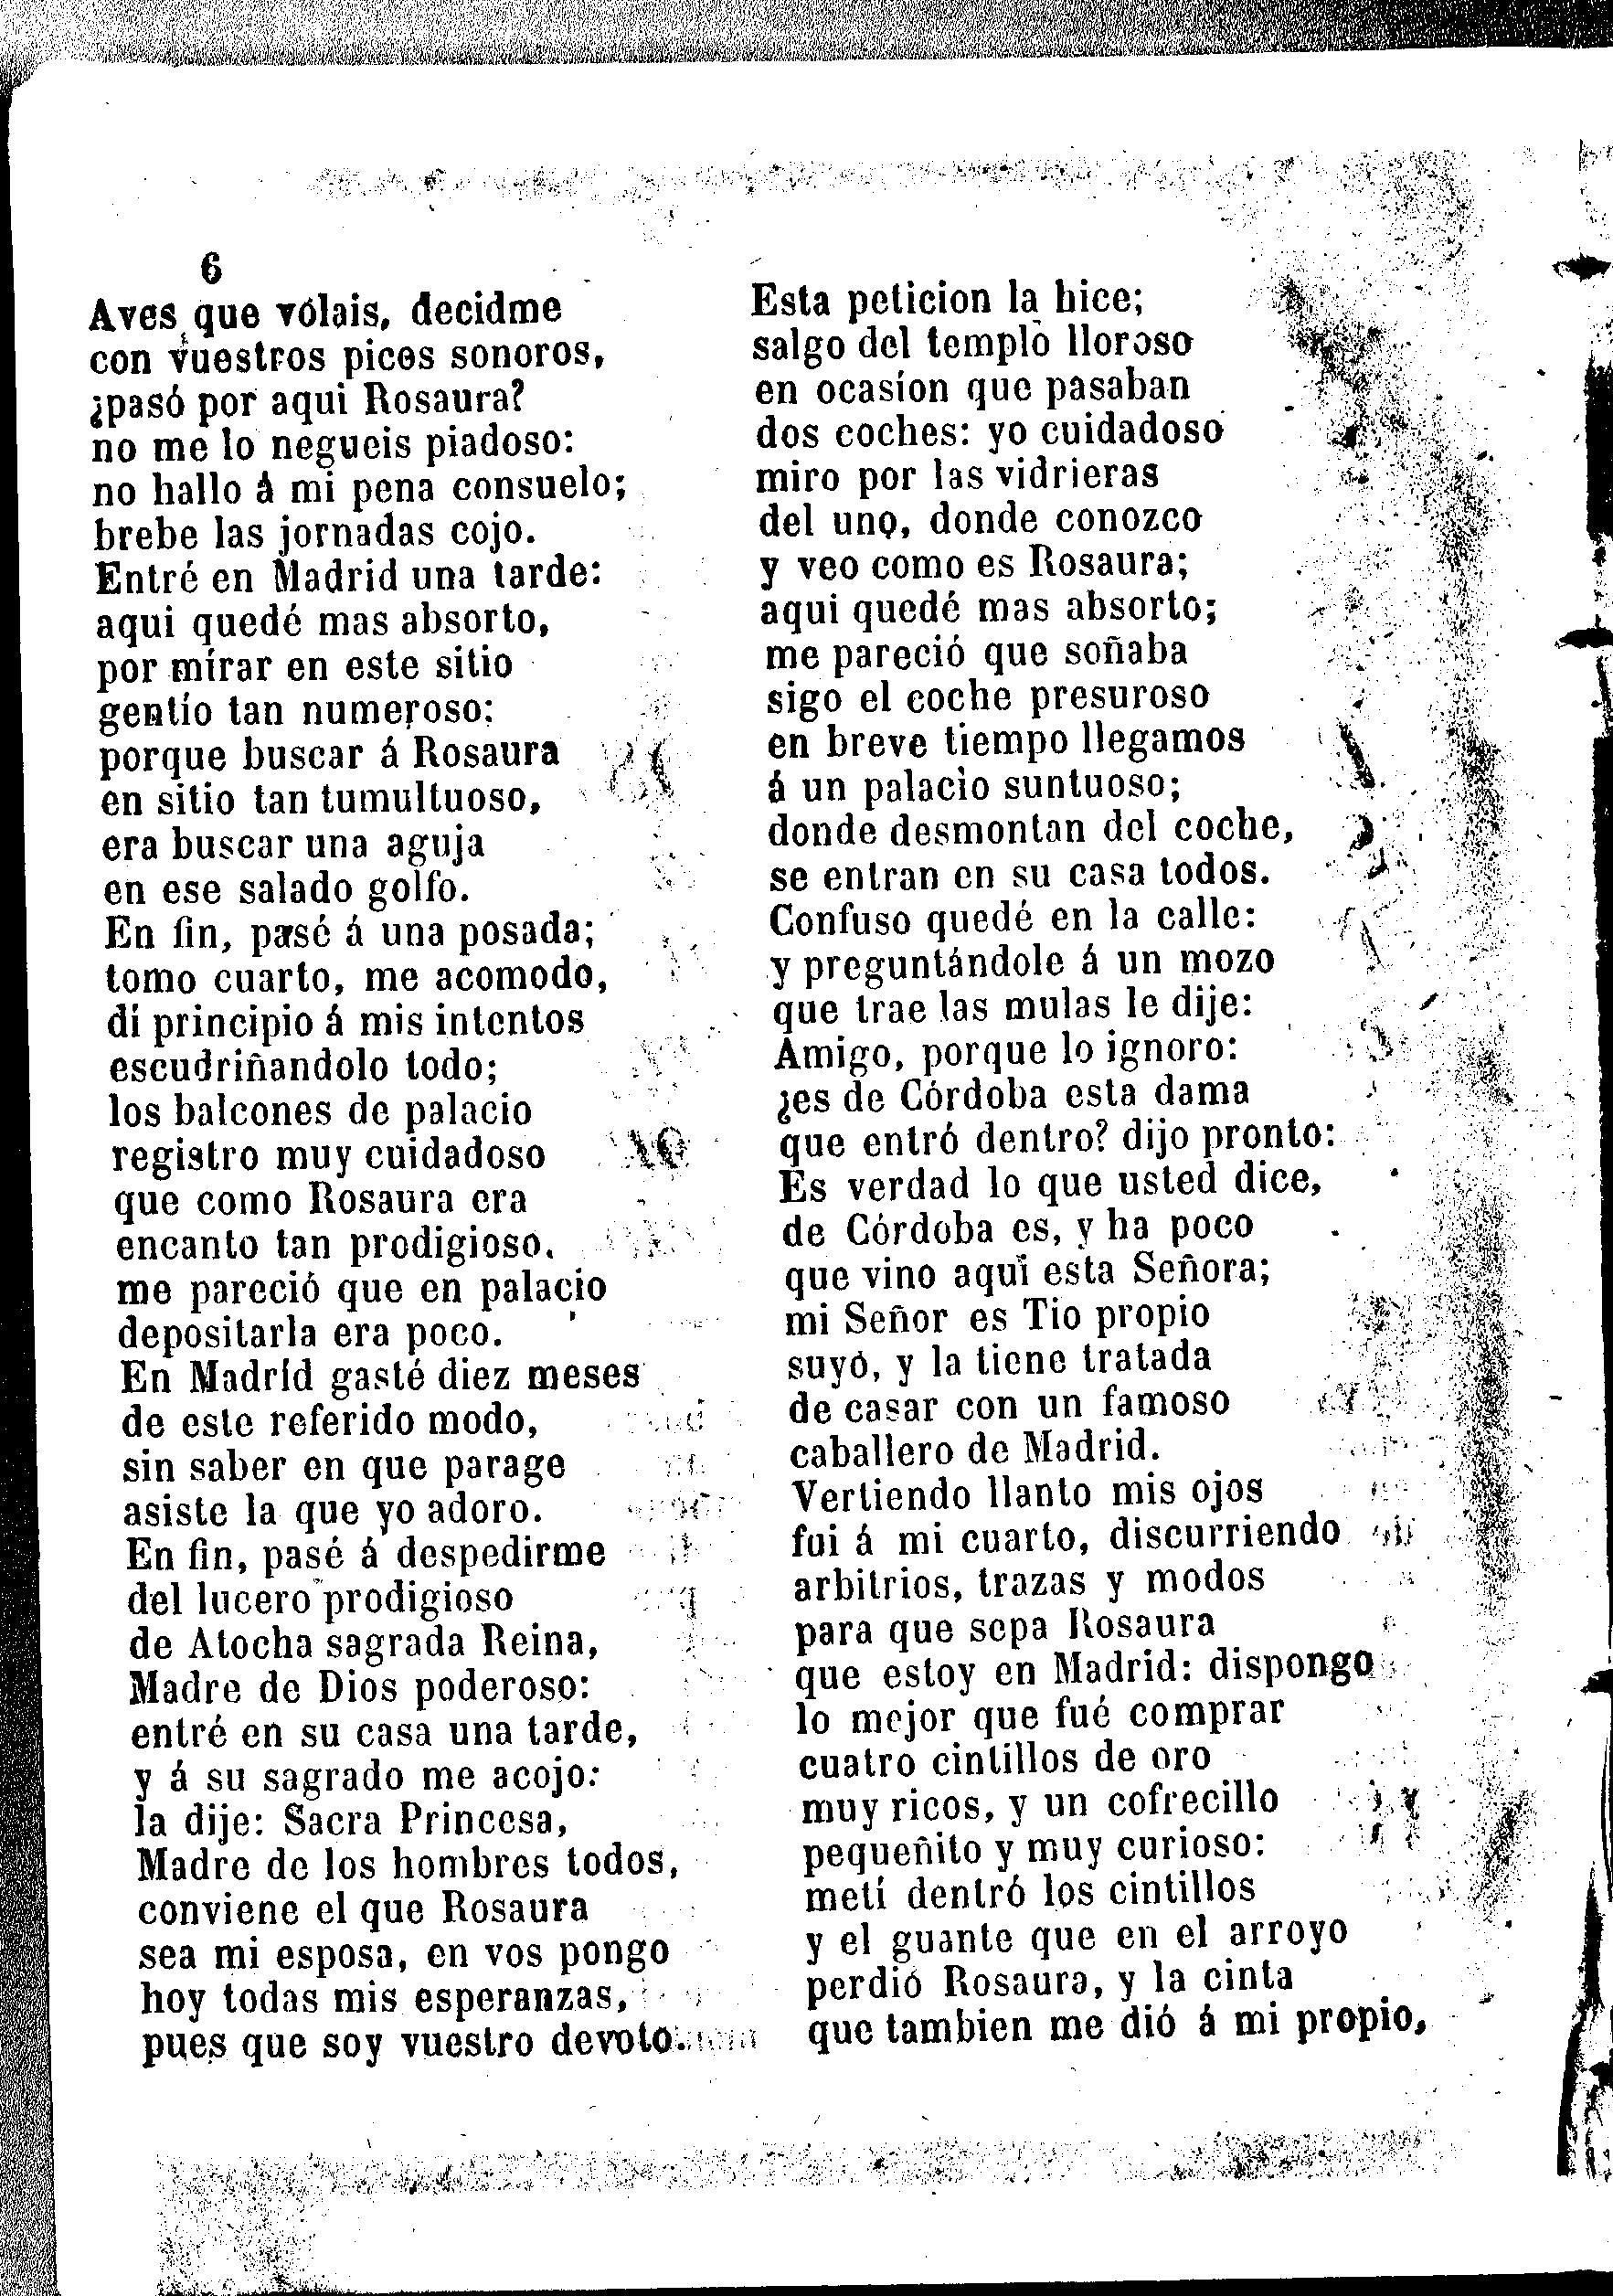 6
Aves que volais, decidme
con vuestros picos sonoros,
¿pasó por aqui Rosaura?
no me lo negueis piadoso:
no hallo á mi pena consuelo;
brebe las jornadas cojo.
Entré en Madrid una tarde:
aqui quedé mas absorto,
por mirar en este sitio
gentío tan numeroso:
porque buscar á Rosaura
en sitio tan tumultuoso,
era buscar una aguja
en ese salado golfo.
En fin, pasé á una posada;
tomo cuarto, me acomodo,
di principio á mis intentos
escudriñandolo todo;
los balcones de palacio
registro muy cuidadoso
que como Rosaura era
encanto tan prodigioso.
me pareció que en palacio
depositarla era poco.
En Madrid gasté diez meses
de este referido modo,
sin saber en que parage
asiste la que yo adoro.
En fin, pasé á despedirme
del lucero prodigioso
de Atocha sagrada Reina,
Madre de Dios poderoso:
entré en su casa una tarde,
y á su sagrado me acojo:
la dije: Sacra Princesa,
Madre de los hombres todos,
conviene el que Rosaura
sea mi esposa, en vos pongo
hoy todas mis esperanzas,
pues que soy vuestro devoto.
Esta peticion la hice;
salgo del templo lloroso
en ocasion que pasaban
dos coches: yo cuidadoso
miro por las vidrieras
del uno, donde conozco
y veo como es Rosaura;
aqui quedé mas absorto;
me pareció que soñaba
sigo el coche presuroso
en breve tiempo llegamos
á un palacio suntuoso;
donde desmontan del coche,
se entran en su casa todos.
Confuso quedé en la calle:
y preguntándole á un mozo
que trae las mulas le dije:
Amigo, porque lo ignoro:
¿es de Córdoba esta dama
que entró dentro? dijo pronto:
Es verdad lo que usted dice,
de Córdoba es, y ha poco
que vino aqui esta Señora;
mi Señor es Tio propio
suyo, y la tiene tratada
de casar con un famoso
caballero de Madrid.
Vertiendo llanto mis ojos
fui á mi cuarto, discurriendo
arbitrios, trazas y modos
para que sepa Rosaura
que estoy en Madrid: dispongo
lo mejor que fué comprar
cuatro cintillos de oro
muy ricos, y un cofrecillo
pequeñito y muy curioso:
metí dentró los cintillos
y el guante que en el arroyo
perdió Rosaura, y la cinta
que tambien me dió á mi propio,